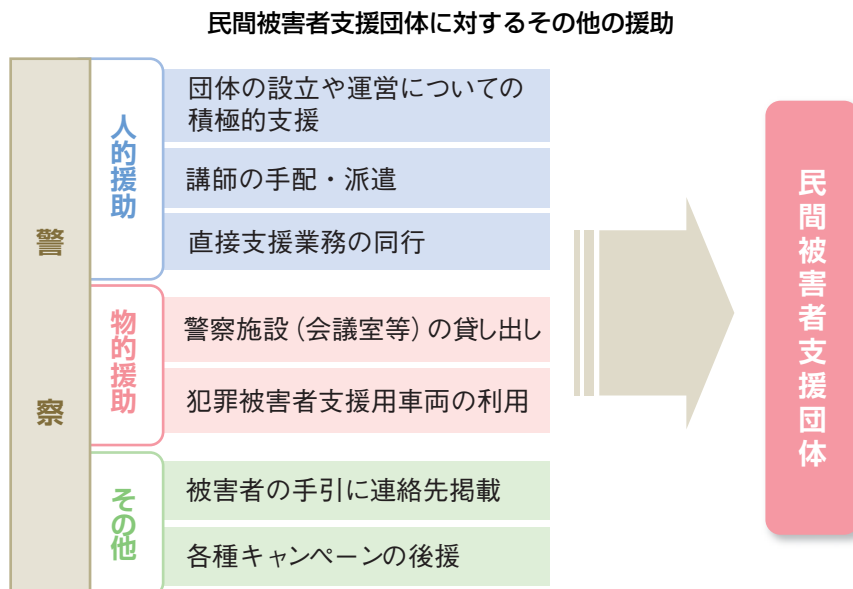 民間被害者支援団体に対するその他の援助
警察
人的援助
団体の設立や運営についての
積極的支援
講師の手配・派遣
直接支援業務の同行
物的援助
警察施設（会議室等）の貸し出し
犯罪被害者支援用車両の利用
その他
被害者の手引に連絡先掲載
各種キャンペーンの後援
民間被害者支援団体